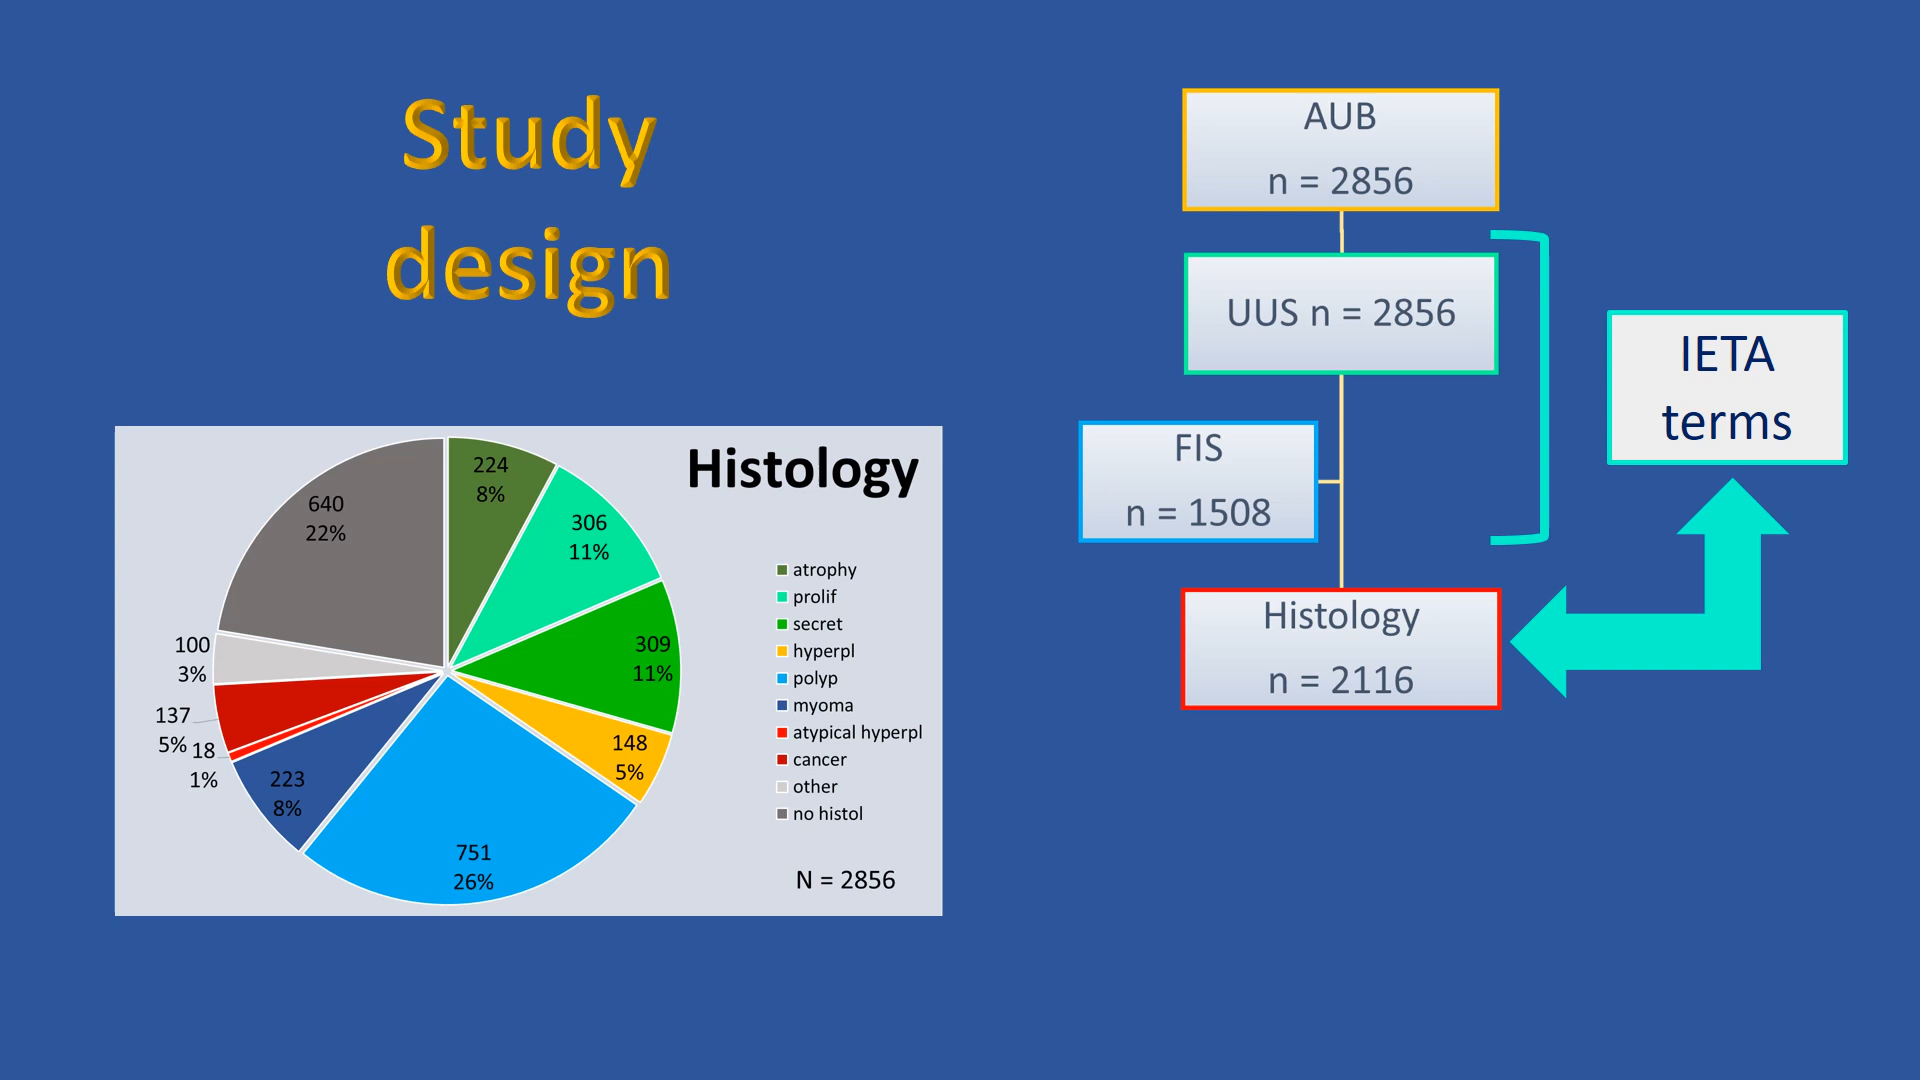 Study
design
AUB
n = 2856
UUS n = 2856
FIS
n = 1508
Histology
n = 2116
IETA
terms
Histology
224
8%
306
11%
309
11%
148
5%
751
26%
223
8%
18
1%
137
5%
100
3%
640
22%
atrophy
prolif
secret
hyperpl
polyp
myoma
atypical hyperpl
cancer
other
no histol
N = 2856